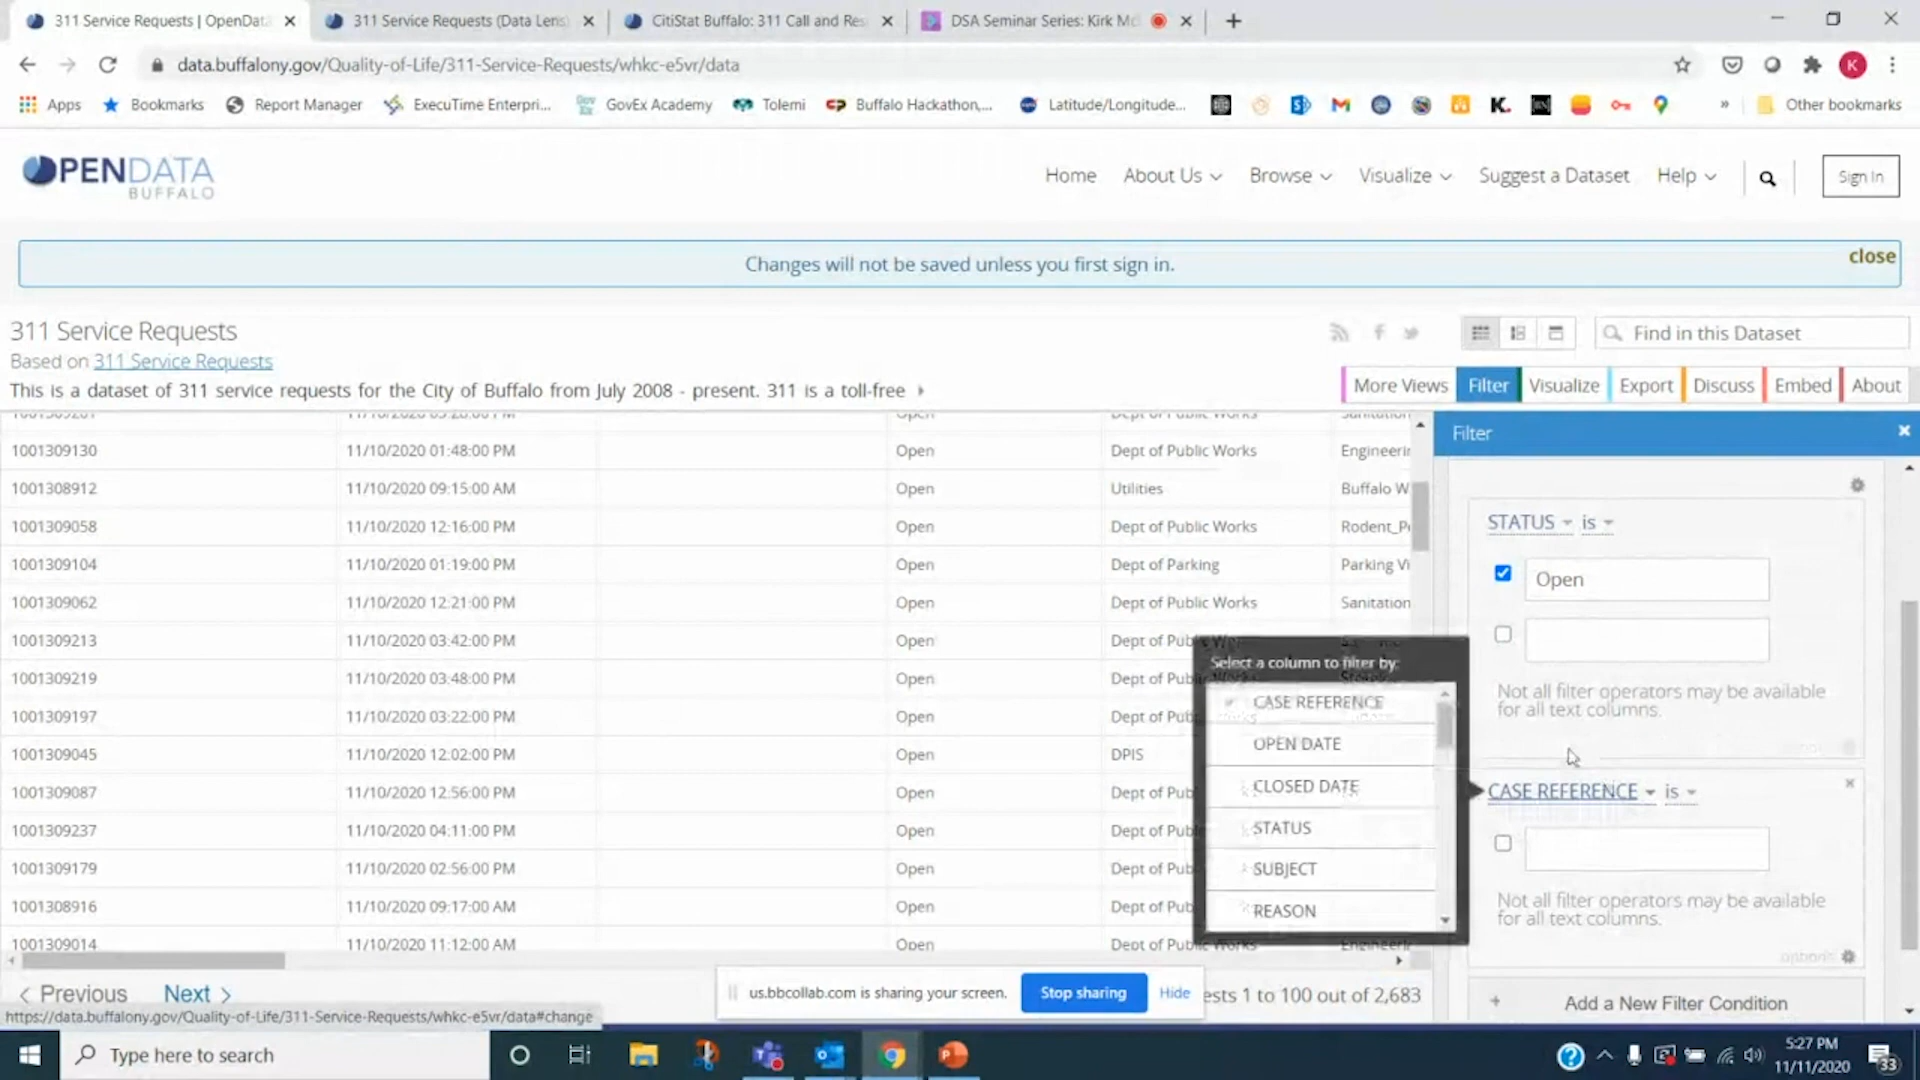 311 Service Requests | OpenData
311 Service Requests (Data Lens
CitiStat Buffalo: 311 Call and Res
DSA Seminar Series: Kirk Mc
data.buffalony.gov/Quality-of-Life/311-Service-Requests/whkc-e5vr/data
K
Apps Bookmarks Report Manager ExecuTime Enterpri... GovEx Academy Tolemi Buffalo Hackathon,... Latitude/Longitude... K. » Other bookmarks
OPENDATA
BUFFALO
Home About Us Browse Visualize Suggest a Dataset Help Sign In
Changes will not be saved unless you first sign in.
close
311 Service Requests
Based on 311 Service Requests
This is a dataset of 311 service requests for the City of Buffalo from July 2008 - present. 311 is a toll-free
Find in this Dataset
More Views Filter Visualize Export Discuss Embed About
1001309130 11/10/2020 01:48:00 PM Open Dept of Public Works Engineerin
1001308912 11/10/2020 09:15:00 AM Open Utilities Buffalo W
1001309058 11/10/2020 12:16:00 PM Open Dept of Public Works Rodent_P
1001309104 11/10/2020 01:19:00 PM Open Dept of Parking Parking Vi
1001309062 11/10/2020 12:21:00 PM Open Dept of Public Works Sanitation
1001309213 11/10/2020 03:42:00 PM Open Dept of Pub
1001309219 11/10/2020 03:48:00 PM Open Dept of Pub
1001309197 11/10/2020 03:22:00 PM Open Dept of Pub
1001309045 11/10/2020 12:02:00 PM Open DPIS
1001309087 11/10/2020 12:56:00 PM Open Dept of Pub
1001309237 11/10/2020 04:11:00 PM Open Dept of Pub
1001309179 11/10/2020 02:56:00 PM Open Dept of Pub
1001308916 11/10/2020 09:17:00 AM Open Dept of Pub
1001309014 11/10/2020 11:12:00 AM Open Dept of Public Works Engineerin
Select a column to filter by:
CASE REFERENCE
OPEN DATE
CLOSED DATE
STATUS
SUBJECT
REASON
Filter
STATUS is
Open
Not all filter operators may be available
for all text columns.
CASE REFERENCE is
Not all filter operators may be available
for all text columns.
options
+ Add a New Filter Condition
< Previous Next >
us.bbcollab.com is sharing your screen. Stop sharing Hide
ests 1 to 100 out of 2,683
https://data.buffalony.gov/Quality-of-Life/311-Service-Requests/whkc-e5vr/data#change
Type here to search
5:27 PM
11/11/2020
33